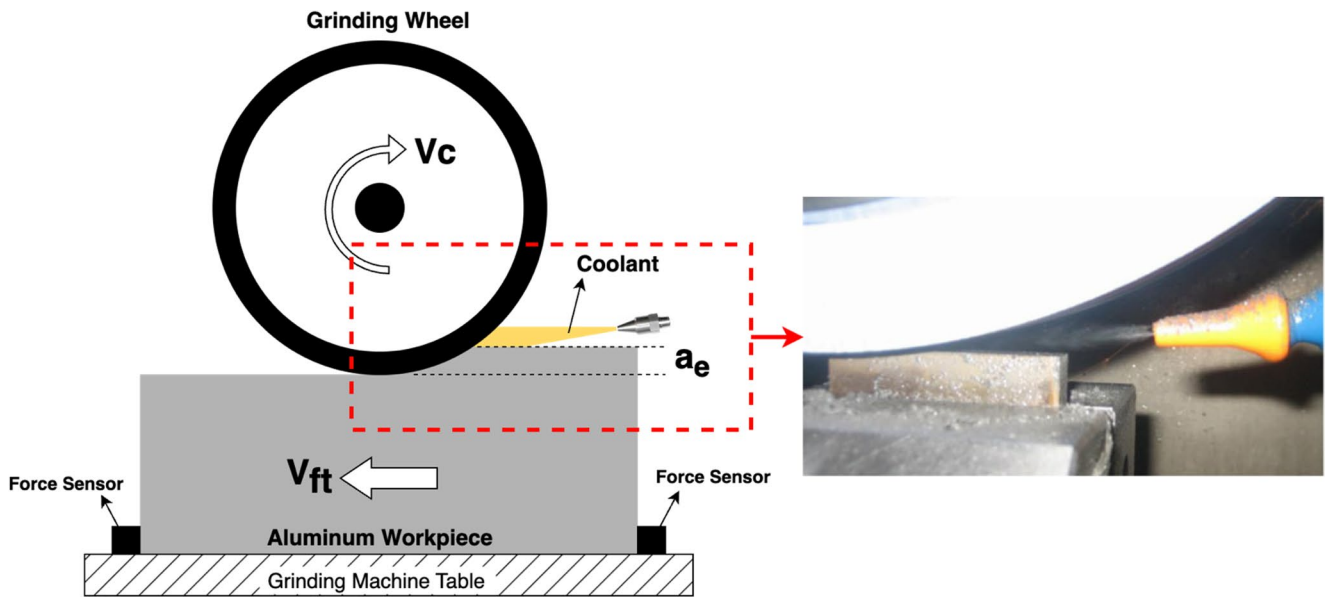 Grinding Wheel
Vc
Coolant
ae
Vft
Force Sensor
Force Sensor
Aluminum Workpiece
Grinding Machine Table